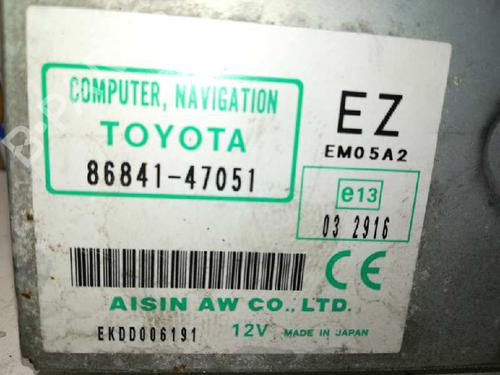 COMPUTER, NAVIGATION
TOYOTA
86841-47051
EZ
EM05A2
e13
03 2916
CE
AISIN AW CO., LTD.
EKDD006191 12V MADE IN JAPAN